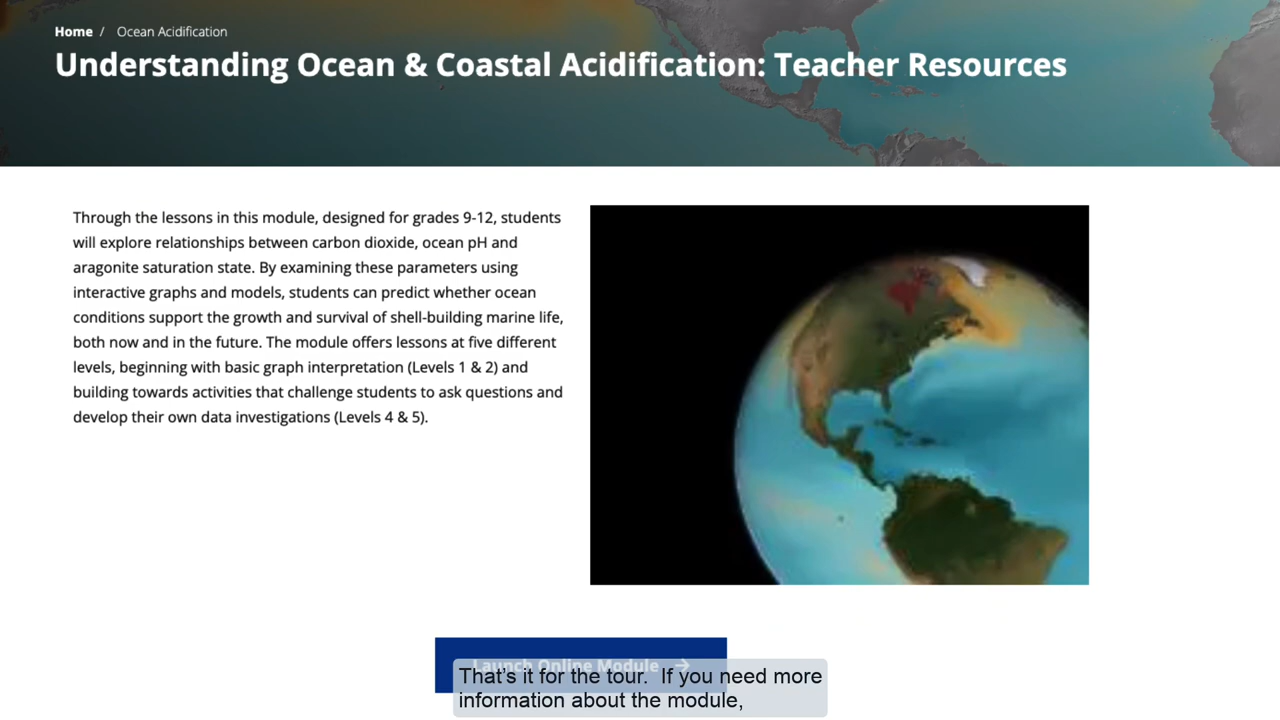 Home / Ocean Acidification
Understanding Ocean & Coastal Acidification: Teacher Resources
Through the lessons in this module, designed for grades 9-12, students
will explore relationships between carbon dioxide, ocean pH and
aragonite saturation state. By examining these parameters using
interactive graphs and models, students can predict whether ocean
conditions support the growth and survival of shell-building marine life,
both now and in the future. The module offers lessons at five different
levels, beginning with basic graph interpretation (Levels 1 & 2) and
building towards activities that challenge students to ask questions and
develop their own data investigations (Levels 4 & 5).
Launch Online Module →
That's it for the tour.  If you need more
information about the module,